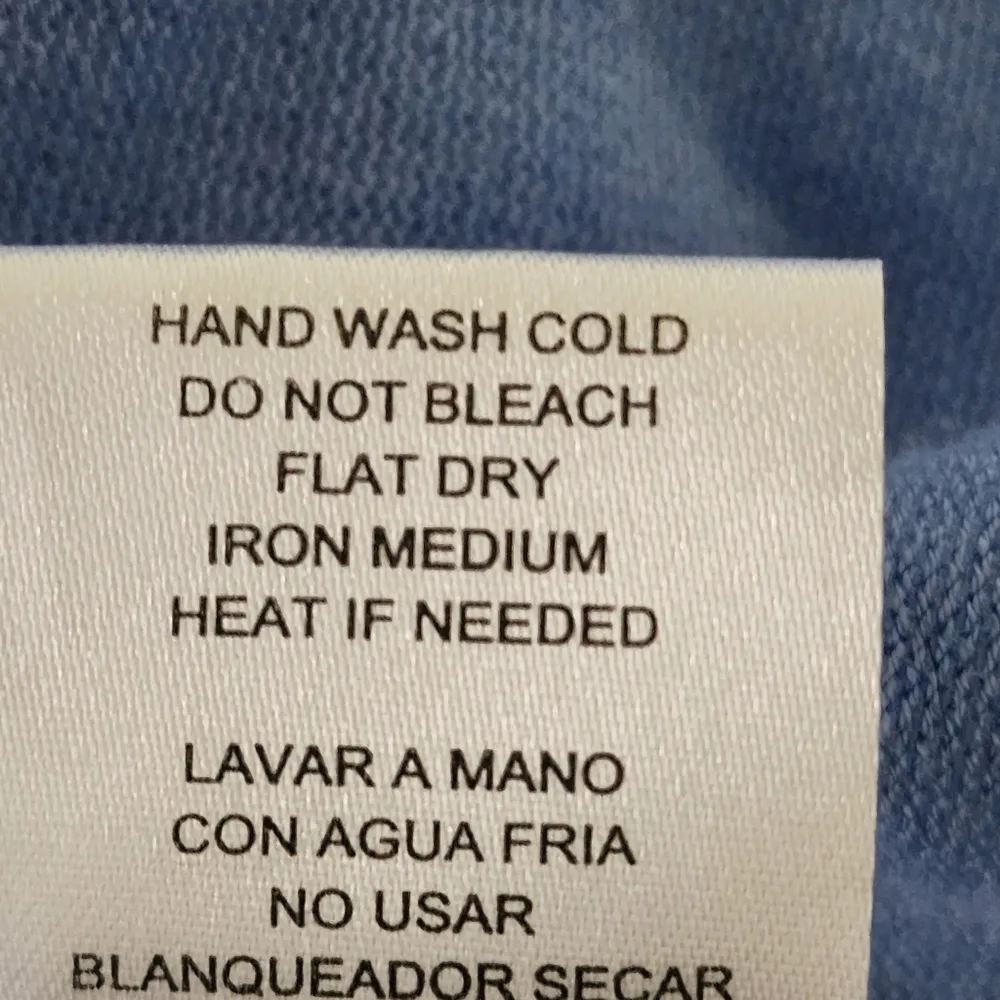 HAND WASH COLD
DO NOT BLEACH
FLAT DRY
IRON MEDIUM
HEAT IF NEEDED
LAVAR A MANO
CON AGUA FRIA
NO USAR
BLANQUEADOR SECAR